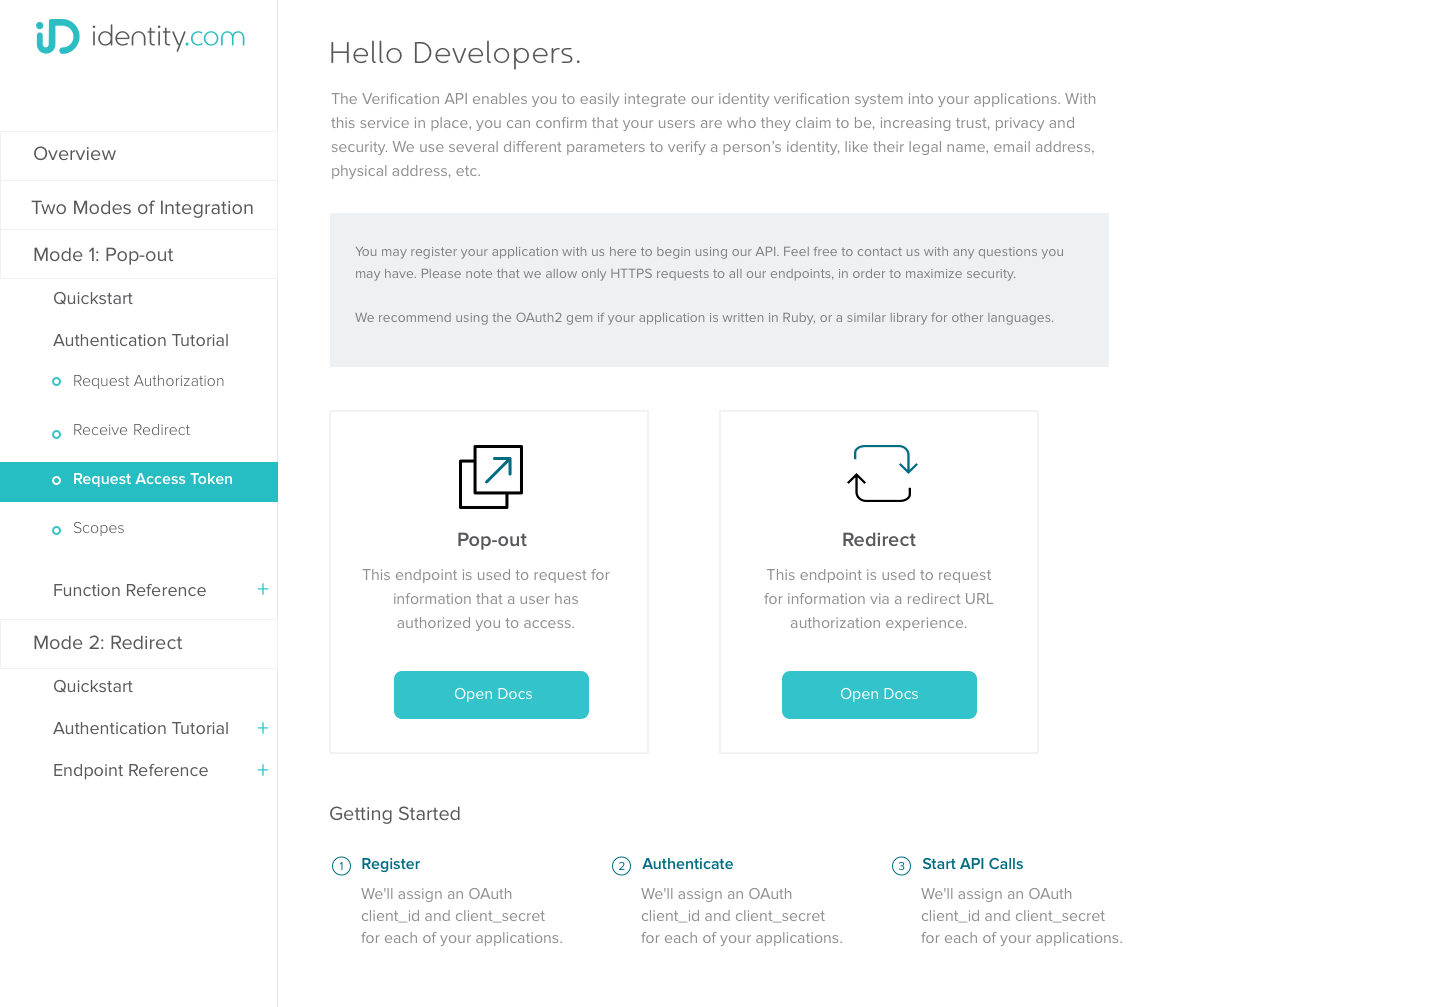 identity.com
Overview
Two Modes of Integration
Mode 1: Pop-out
Quickstart
Authentication Tutorial
Request Authorization
Receive Redirect
Request Access Token
Scopes
Function Reference +
Mode 2: Redirect
Quickstart
Authentication Tutorial +
Endpoint Reference +
Hello Developers.
The Verification API enables you to easily integrate our identity verification system into your applications. With
this service in place, you can confirm that your users are who they claim to be, increasing trust, privacy and
security. We use several different parameters to verify a person’s identity, like their legal name, email address,
physical address, etc.
You may register your application with us here to begin using our API. Feel free to contact us with any questions you
may have. Please note that we allow only HTTPS requests to all our endpoints, in order to maximize security.
We recommend using the OAuth2 gem if your application is written in Ruby, or a similar library for other languages.
Pop-out
This endpoint is used to request for
information that a user has
authorized you to access.
Open Docs
Redirect
This endpoint is used to request
for information via a redirect URL
authorization experience.
Open Docs
Getting Started
1 Register
We'll assign an OAuth
client_id and client_secret
for each of your applications.
2 Authenticate
We'll assign an OAuth
client_id and client_secret
for each of your applications.
3 Start API Calls
We'll assign an OAuth
client_id and client_secret
for each of your applications.